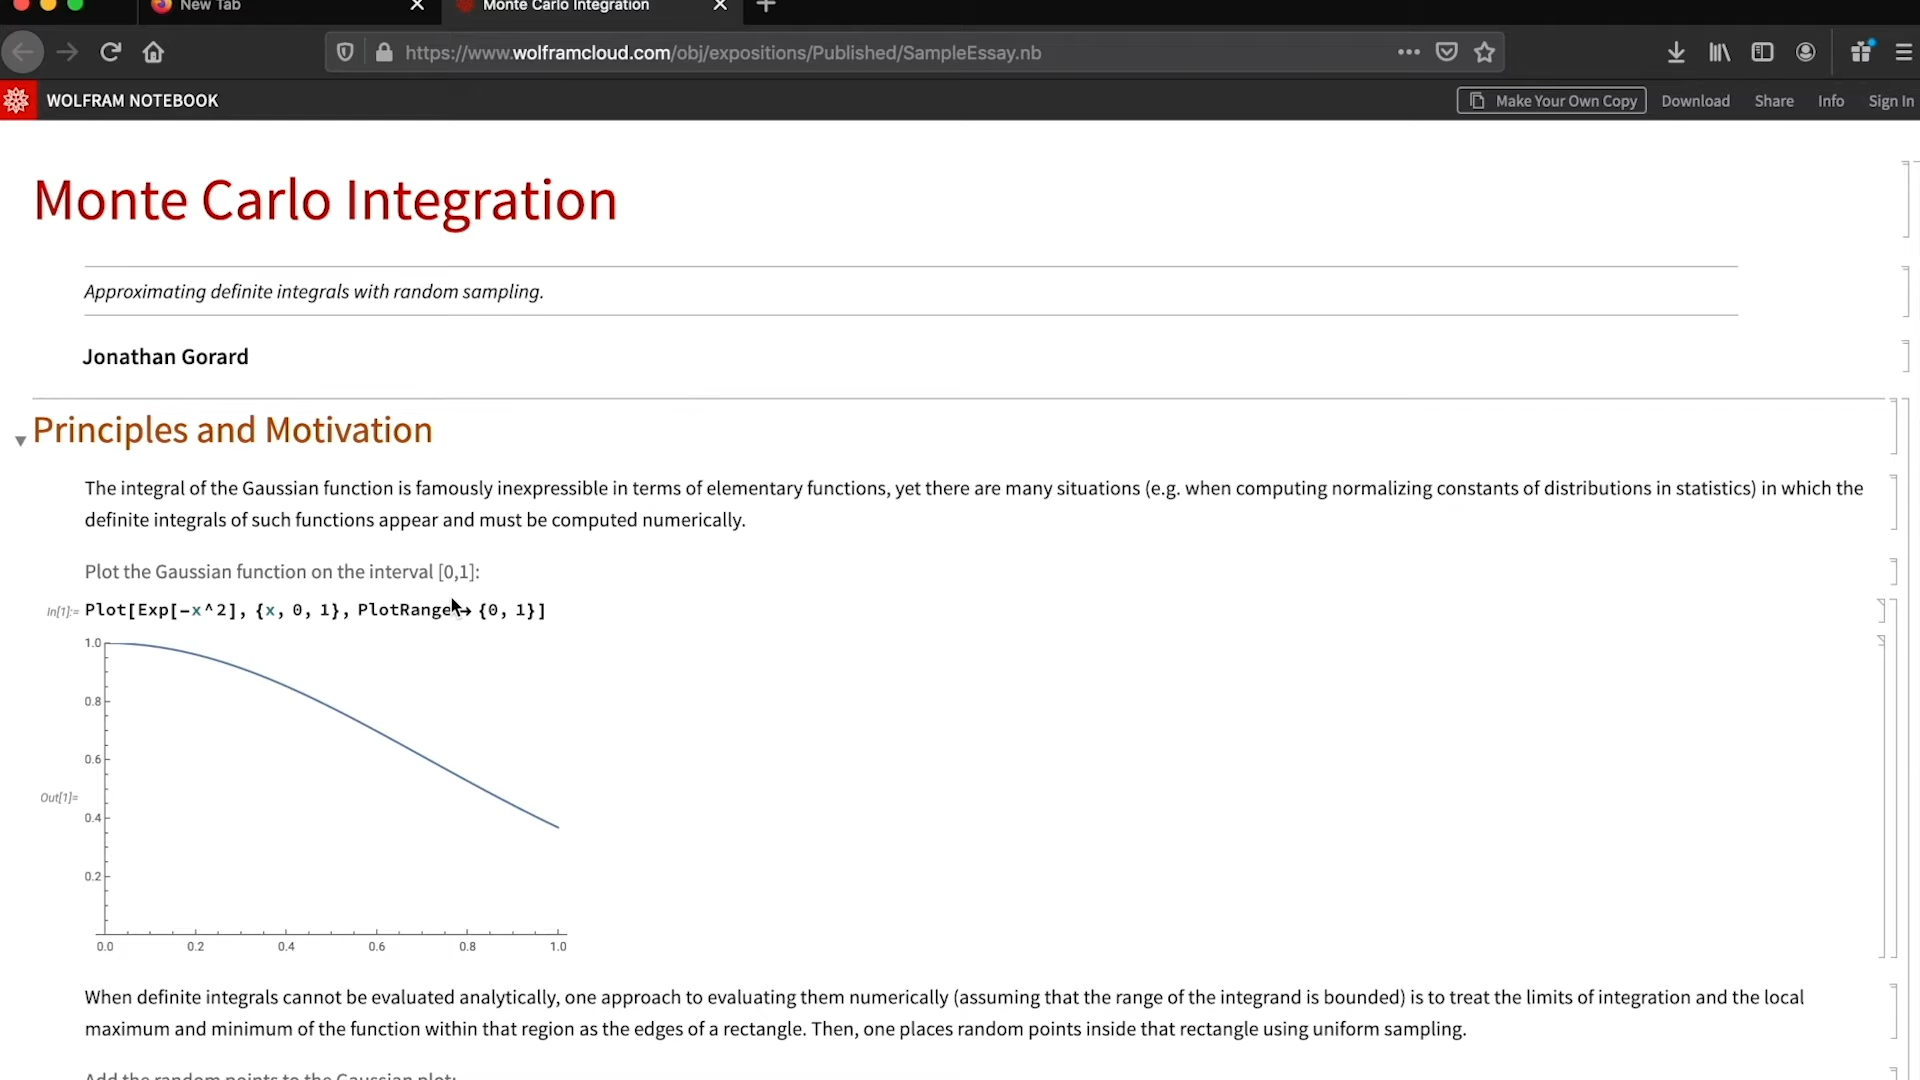 New Tab
Monte Carlo Integration
https://www.wolframcloud.com/obj/expositions/Published/SampleEssay.nb
WOLFRAM NOTEBOOK
Make Your Own Copy Download Share Info Sign In
Monte Carlo Integration
Approximating definite integrals with random sampling.
Jonathan Gorard
Principles and Motivation
The integral of the Gaussian function is famously inexpressible in terms of elementary functions, yet there are many situations (e.g. when computing normalizing constants of distributions in statistics) in which the
definite integrals of such functions appear and must be computed numerically.
Plot the Gaussian function on the interval [0,1]:
In[1]:= Plot[Exp[-x^2], {x, 0, 1}, PlotRange → {0, 1}]
1.0
0.8
0.6
Out[1]=
0.4
0.2
0.0 0.2 0.4 0.6 0.8 1.0
When definite integrals cannot be evaluated analytically, one approach to evaluating them numerically (assuming that the range of the integrand is bounded) is to treat the limits of integration and the local
maximum and minimum of the function within that region as the edges of a rectangle. Then, one places random points inside that rectangle using uniform sampling.
Add the random points to the Gaussian plot: